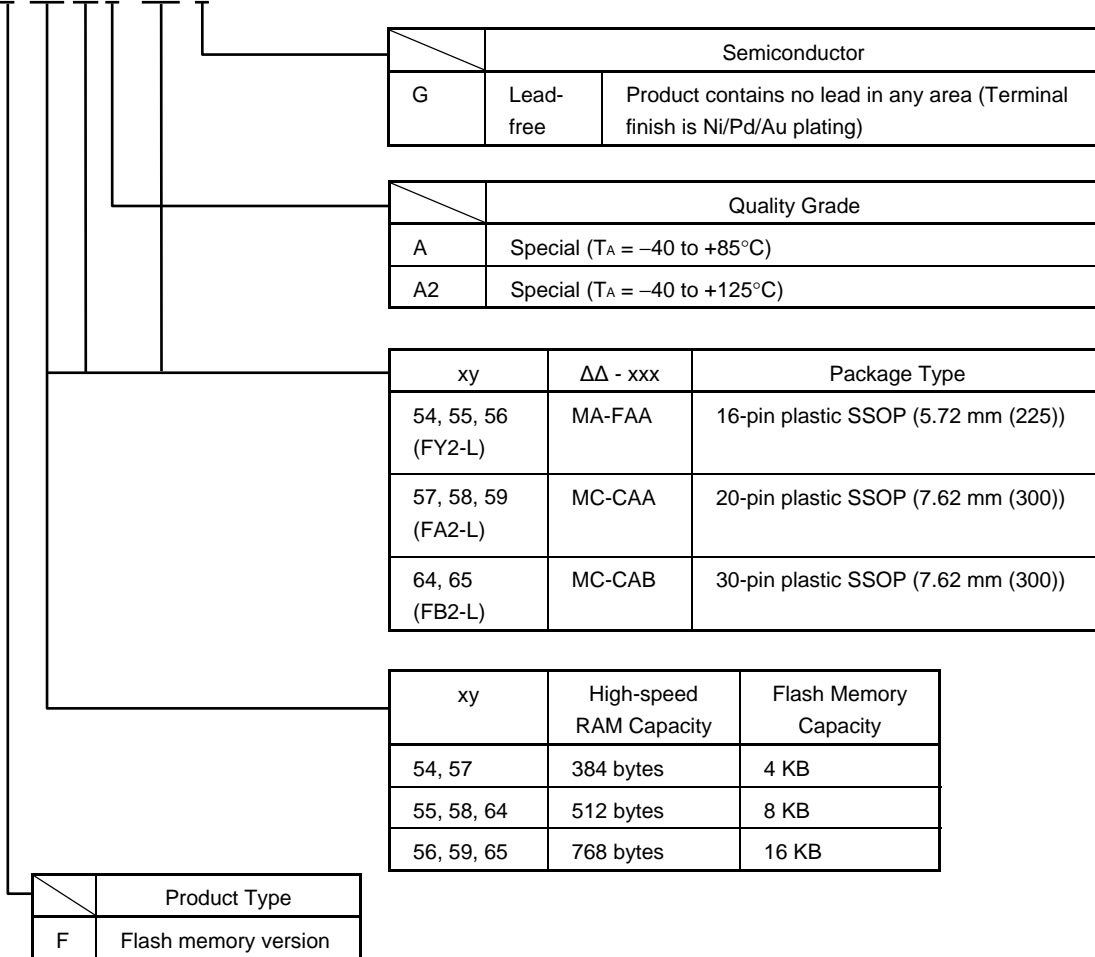 Semiconductor
G Lead- Product contains no lead in any area (Terminal
free finish is Ni/Pd/Au plating)
Quality Grade
A Special (TA = −40 to +85°C)
A2 Special (TA = −40 to +125°C)
xy ΔΔ - xxx Package Type
54, 55, 56 MA-FAA 16-pin plastic SSOP (5.72 mm (225))
(FY2-L)
57, 58, 59 MC-CAA 20-pin plastic SSOP (7.62 mm (300))
(FA2-L)
64, 65 MC-CAB 30-pin plastic SSOP (7.62 mm (300))
(FB2-L)
xy High-speed Flash Memory
RAM Capacity Capacity
54, 57 384 bytes 4 KB
55, 58, 64 512 bytes 8 KB
56, 59, 65 768 bytes 16 KB
Product Type
F Flash memory version